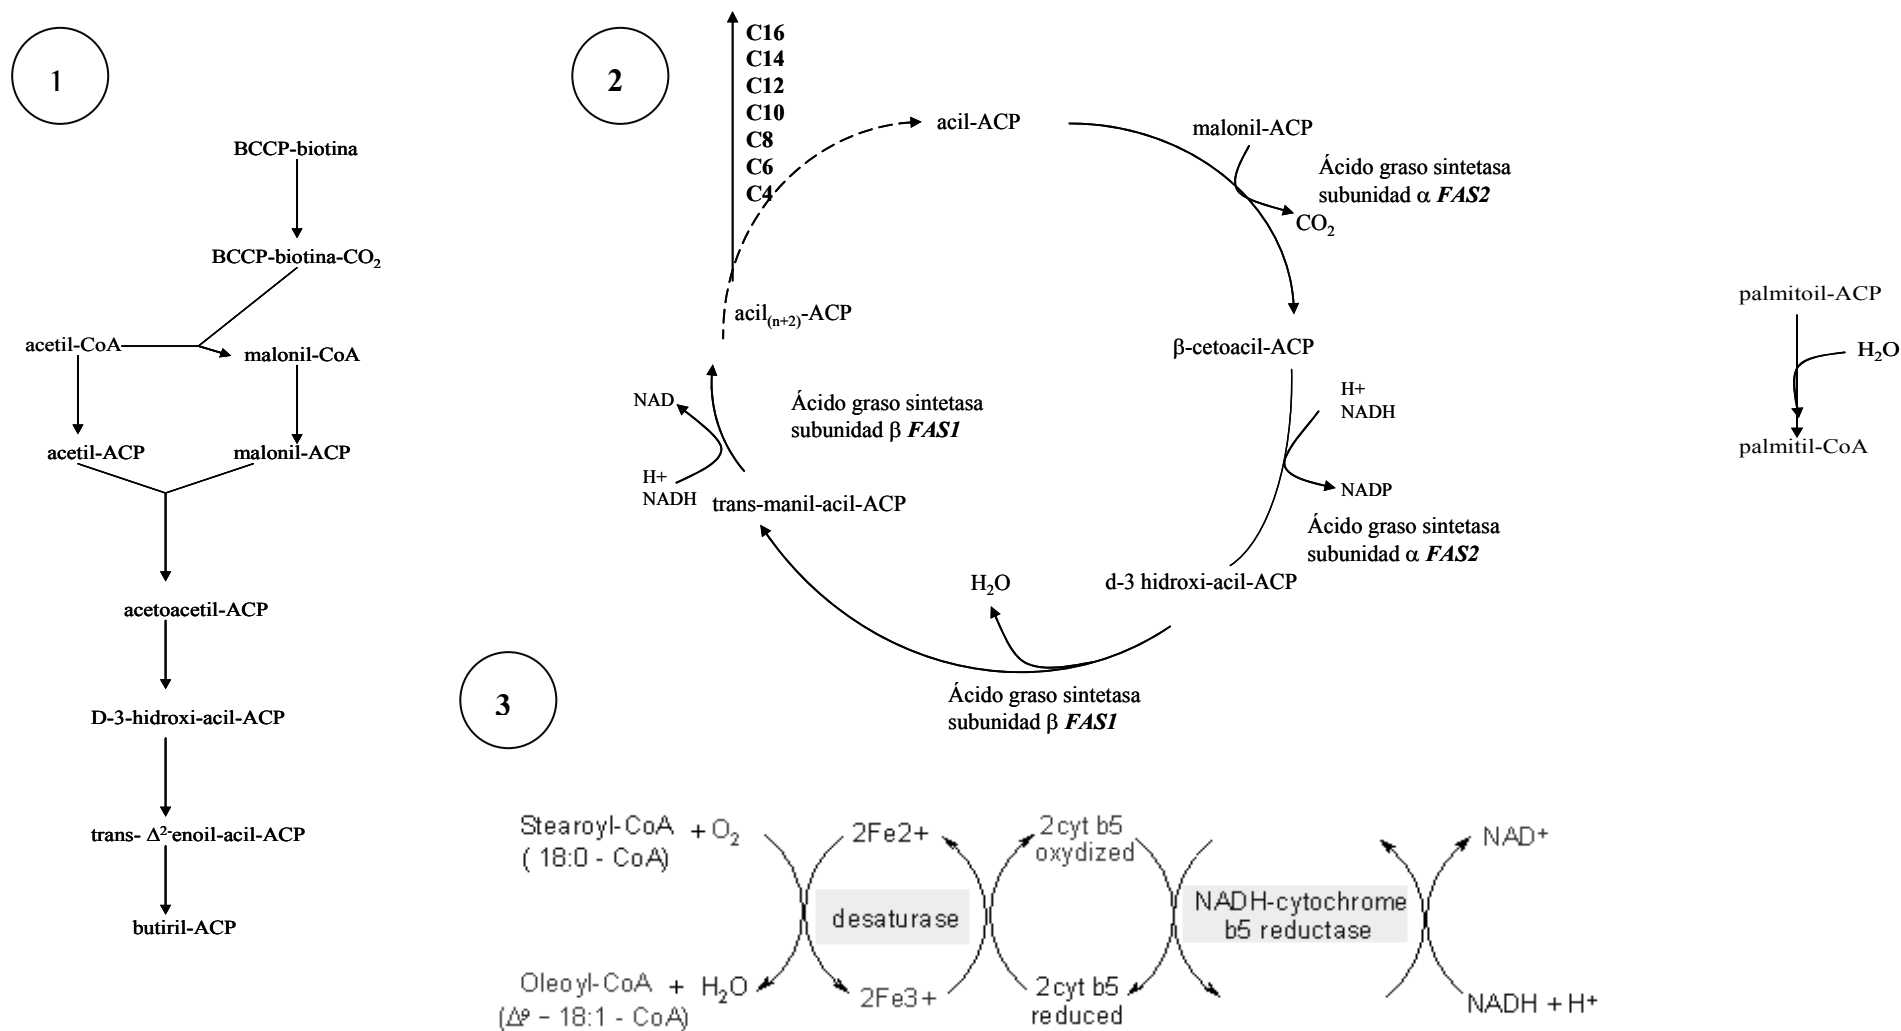 1
BCCP-biotina
BCCP-biotina-CO2
acetil-CoA
malonil-CoA
acetil-ACP
malonil-ACP
acetoacetil-ACP
D-3-hidroxi-acil-ACP
trans- Δ2-enoil-acil-ACP
butiril-ACP
2
C16
C14
C12
C10
C8
C6
C4
acil-ACP
malonil-ACP
Ácido graso sintetasa
subunidad α FAS2
CO2
β-cetoacil-ACP
H+
NADH
NADP
Ácido graso sintetasa
subunidad α FAS2
d-3 hidroxi-acil-ACP
H2O
Ácido graso sintetasa
subunidad β FAS1
trans-manil-acil-ACP
H+
NADH
NAD
Ácido graso sintetasa
subunidad β FAS1
acil(n+2)-ACP
palmitoil-ACP
H2O
palmitil-CoA
3
Stearoyl-CoA + O2
( 18:0 - CoA)
2Fe2+
2cyt b5
oxydized
NAD+
desaturase
NADH-cytochrome
b5 reductase
Oleoyl-CoA + H2O
(Δ9 – 18:1 - CoA)
2Fe3+
2cyt b5
reduced
NADH + H+